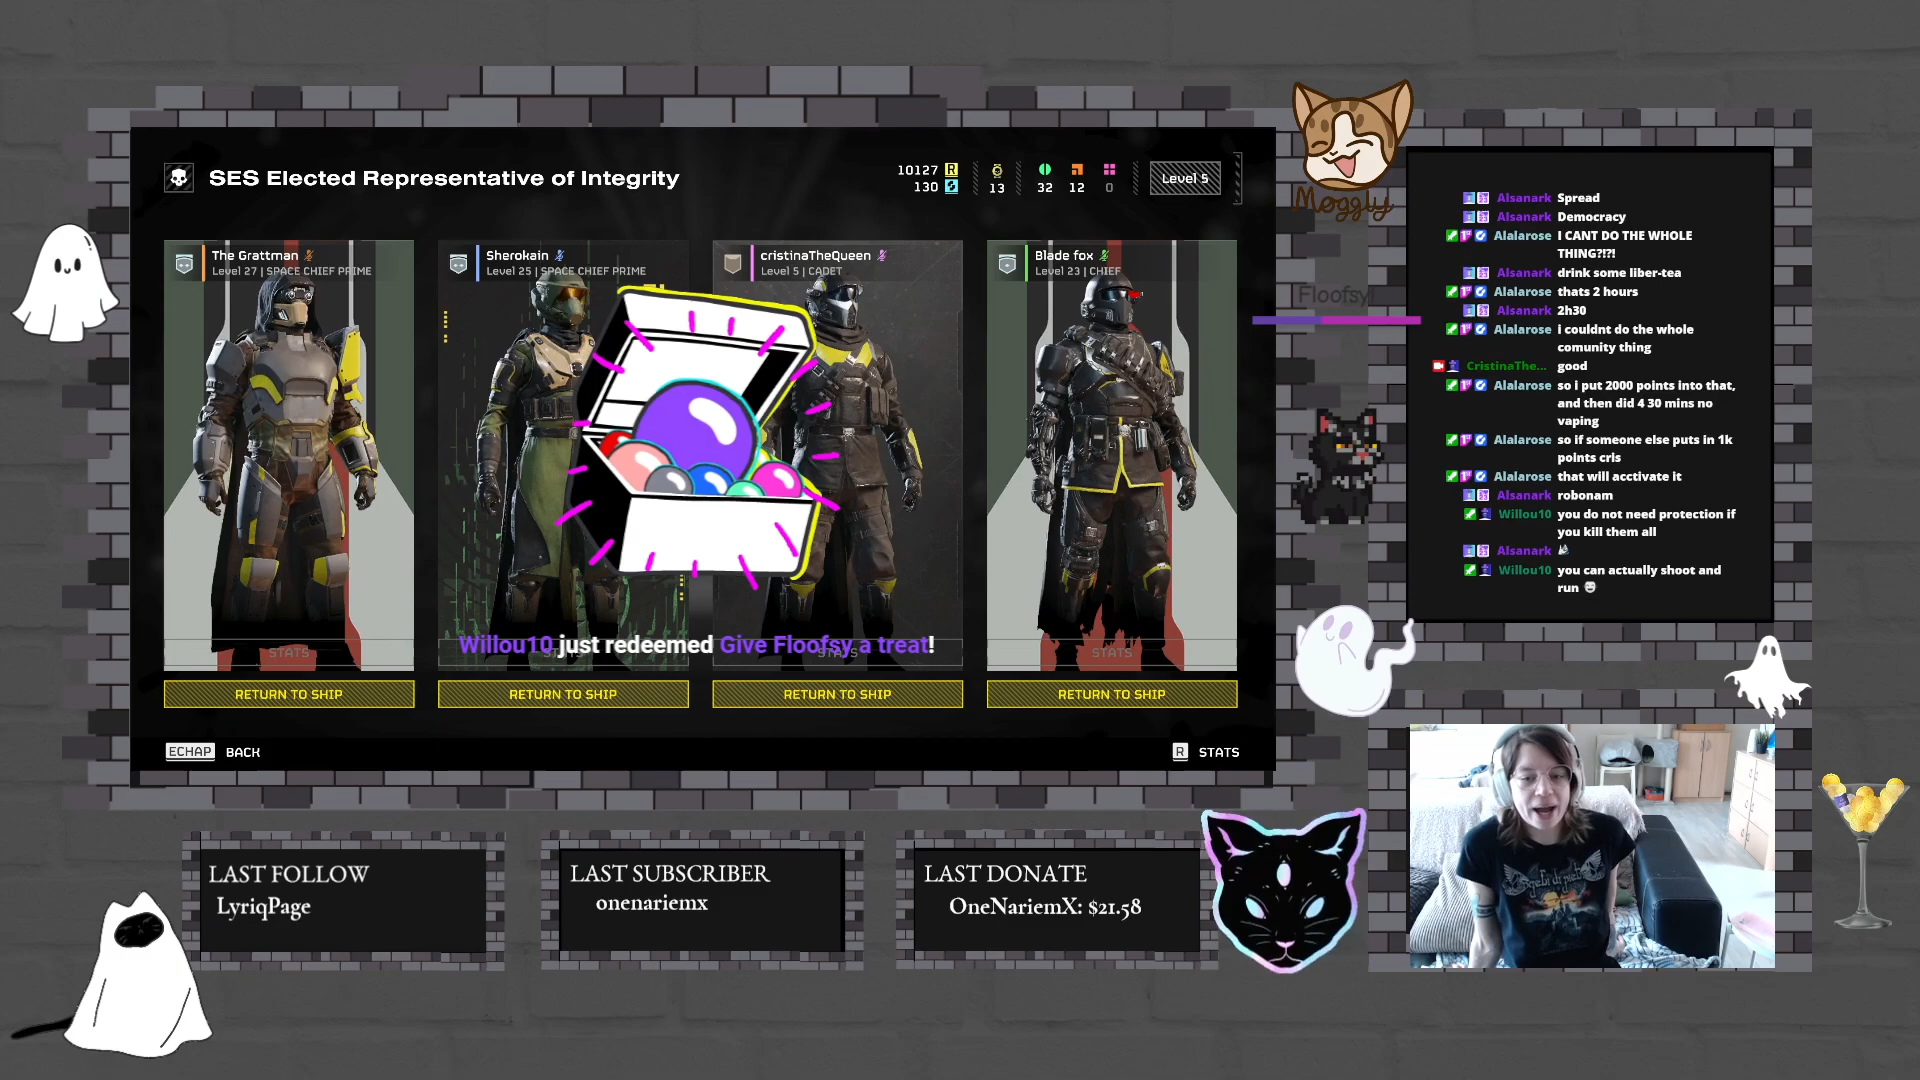 SES Elected Representative of Integrity
10127
130
13
32
12
0
Level 5
The Grattman
Level 27 | SPACE CHIEF PRIME
Sherokain
Level 25 | SPACE CHIEF PRIME
cristinaTheQueen
Level 5 | CADET
Blade fox
Level 23 | CHIEF
Willou10 just redeemed Give Floofsy a treat!
STATS
STATS
STATS
STATS
RETURN TO SHIP
RETURN TO SHIP
RETURN TO SHIP
RETURN TO SHIP
ECHAP BACK
R STATS
Moggly
Floofsy
Alsanark Spread
Alsanark Democracy
Alalarose I CANT DO THE WHOLE
THING?!?!
Alsanark drink some liber-tea
Alalarose thats 2 hours
Alsanark 2h30
Alalarose i couldnt do the whole
comunity thing
CristinaThe... good
Alalarose so i put 2000 points into that,
and then did 4 30 mins no
vaping
Alalarose so if someone else puts in 1k
points cris
Alalarose that will acctivate it
Alsanark robonam
Willou10 you do not need protection if
you kill them all
Alsanark
Willou10 you can actually shoot and
run
LAST FOLLOW
LyriqPage
LAST SUBSCRIBER
onenariemx
LAST DONATE
OneNariemX: $21.58